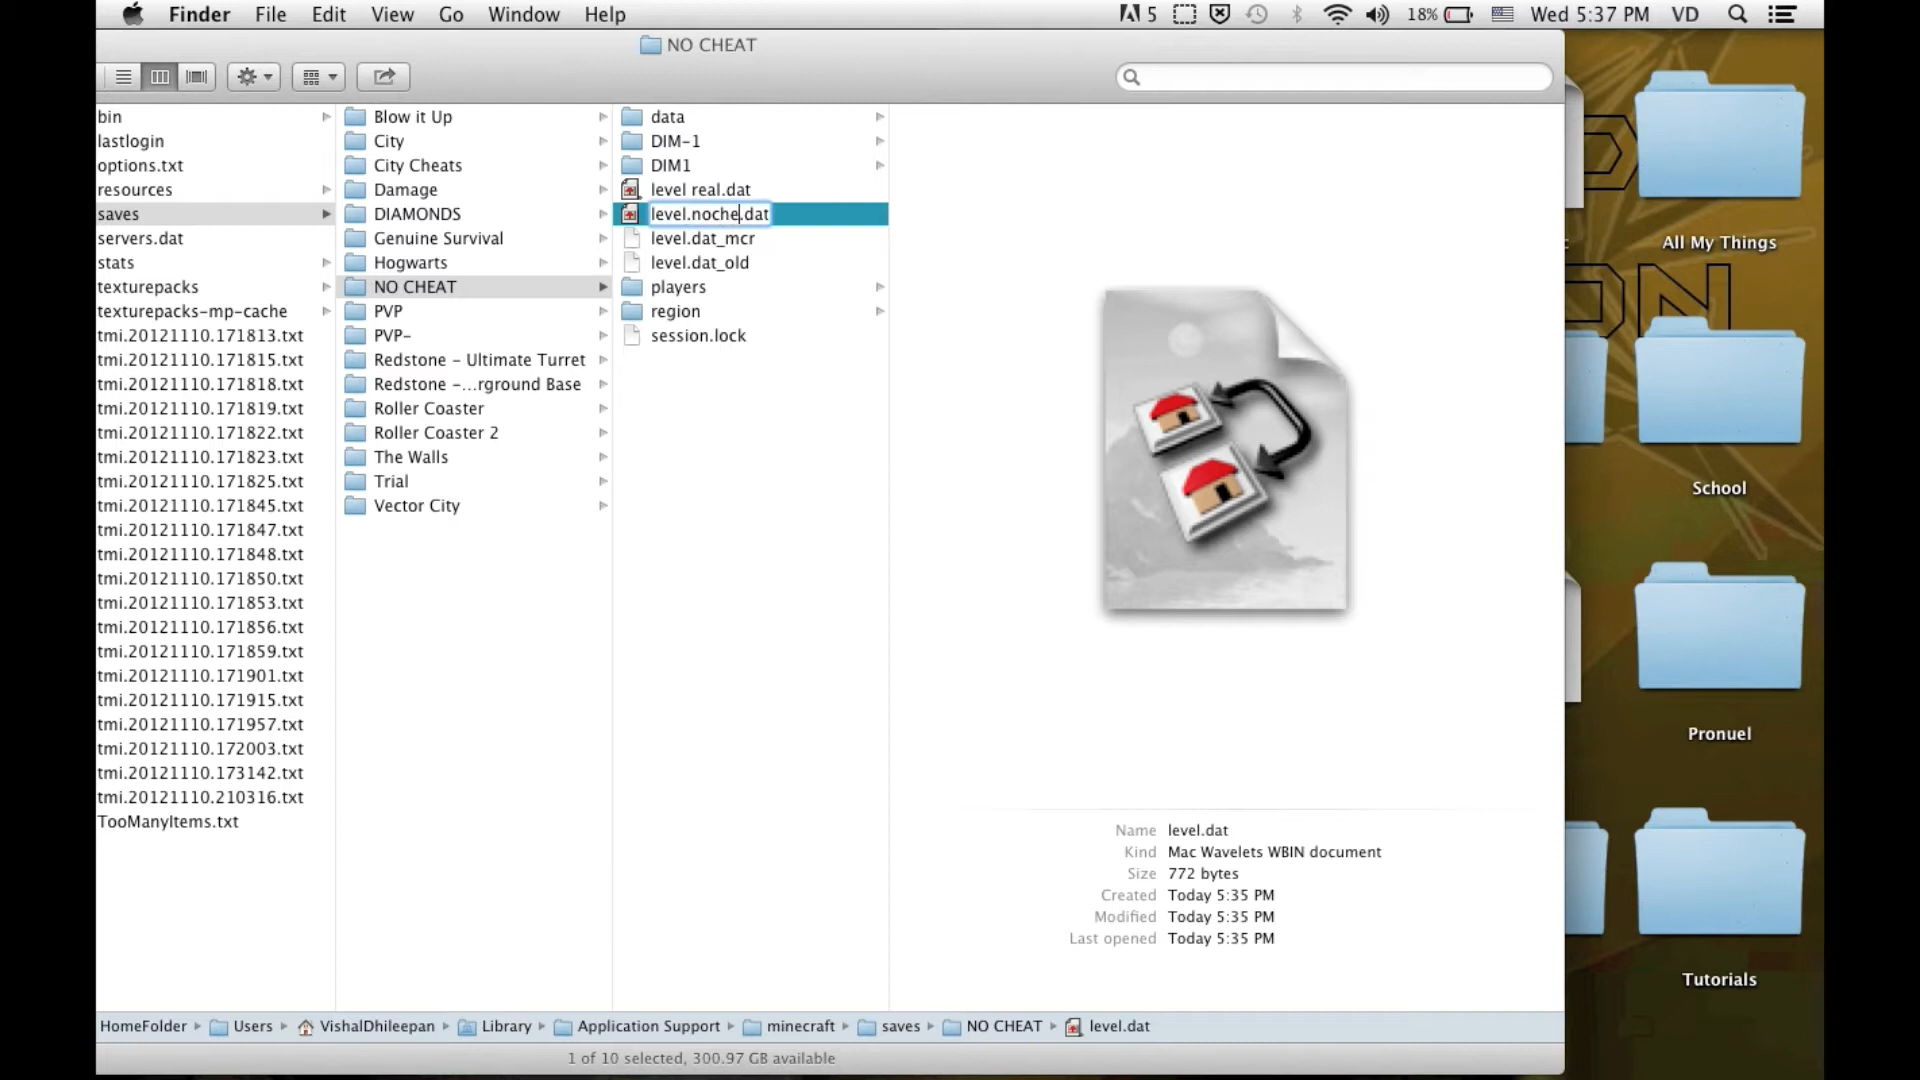 Finder File Edit View Go Window Help 5 18% Wed 5:37 PM VD
NO CHEAT
bin
lastlogin
options.txt
resources
saves
servers.dat
stats
texturepacks
texturepacks-mp-cache
tmi.20121110.171813.txt
tmi.20121110.171815.txt
tmi.20121110.171818.txt
tmi.20121110.171819.txt
tmi.20121110.171822.txt
tmi.20121110.171823.txt
tmi.20121110.171825.txt
tmi.20121110.171845.txt
tmi.20121110.171847.txt
tmi.20121110.171848.txt
tmi.20121110.171850.txt
tmi.20121110.171853.txt
tmi.20121110.171856.txt
tmi.20121110.171859.txt
tmi.20121110.171901.txt
tmi.20121110.171915.txt
tmi.20121110.171957.txt
tmi.20121110.172003.txt
tmi.20121110.173142.txt
tmi.20121110.210316.txt
TooManyItems.txt
Blow it Up
City
City Cheats
Damage
DIAMONDS
Genuine Survival
Hogwarts
NO CHEAT
PVP
PVP-
Redstone - Ultimate Turret
Redstone -...rground Base
Roller Coaster
Roller Coaster 2
The Walls
Trial
Vector City
data
DIM-1
DIM1
level real.dat
level.noche.dat
level.dat_mcr
level.dat_old
players
region
session.lock
Name level.dat
Kind Mac Wavelets WBIN document
Size 772 bytes
Created Today 5:35 PM
Modified Today 5:35 PM
Last opened Today 5:35 PM
All My Things
School
Pronuel
Tutorials
HomeFolder Users VishalDhileepan Library Application Support minecraft saves NO CHEAT level.dat
1 of 10 selected, 300.97 GB available